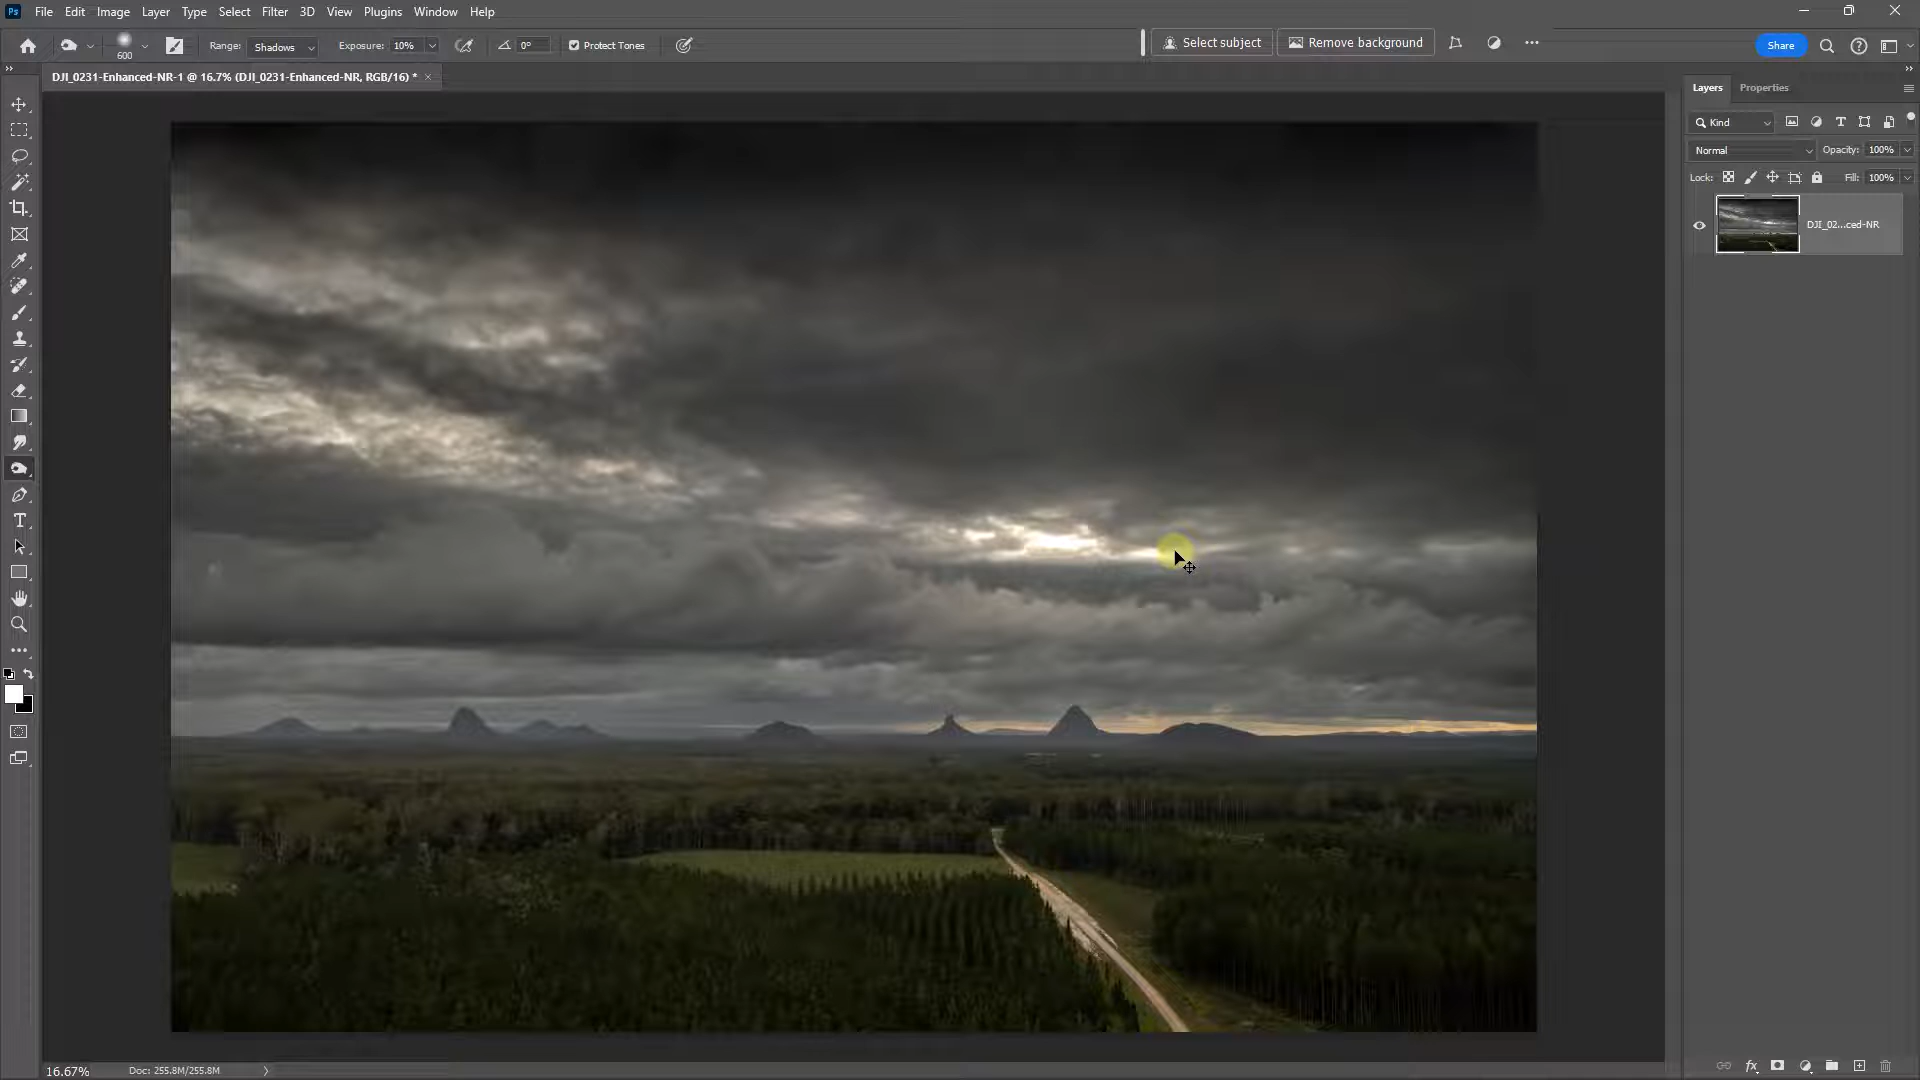 Ps File Edit Image Layer Type Select Filter 3D View Plugins Window Help
600 Range: Shadows Exposure: 10% 0° Protect Tones Select subject Remove background Share
DJI_0231-Enhanced-NR-1 @ 16.7% (DJI_0231-Enhanced-NR, RGB/16) *
Layers Properties
Kind
Normal Opacity: 100%
Lock: Fill: 100%
DJI_02...ced-NR
16.67% Doc: 255.8M/255.8M